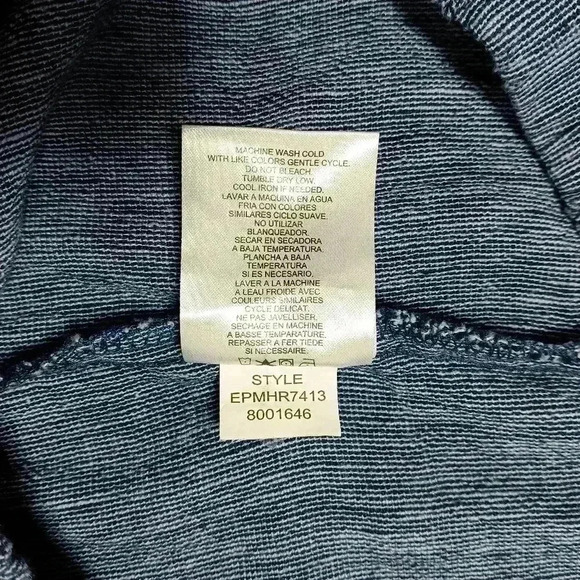 MACHINE WASH COLD
WITH LIKE COLORS GENTLE CYCLE.
DO NOT BLEACH.
TUMBLE DRY LOW.
COOL IRON IF NEEDED.
LAVAR A MAQUINA EN AGUA
FRIA CON COLORES
SIMILARES CICLO SUAVE.
NO UTILIZAR
BLANQUEADOR.
SECAR EN SECADORA
A BAJA TEMPERATURA
PLANCHA A BAJA
TEMPERATURA
SI ES NECESARIO.
LAVER A LA MACHINE
A LEAU FROIDE AVEC
COULEURS SIMILAIRES
CYCLE DELICAT.
NE PAS JAVELLISER,
SECHAGE EN MACHINE
A BASSE TEMPARATURE.
REPASSER A FER TIEDE
SI NECESSAIRE.
STYLE
EPMHR7413
8001646